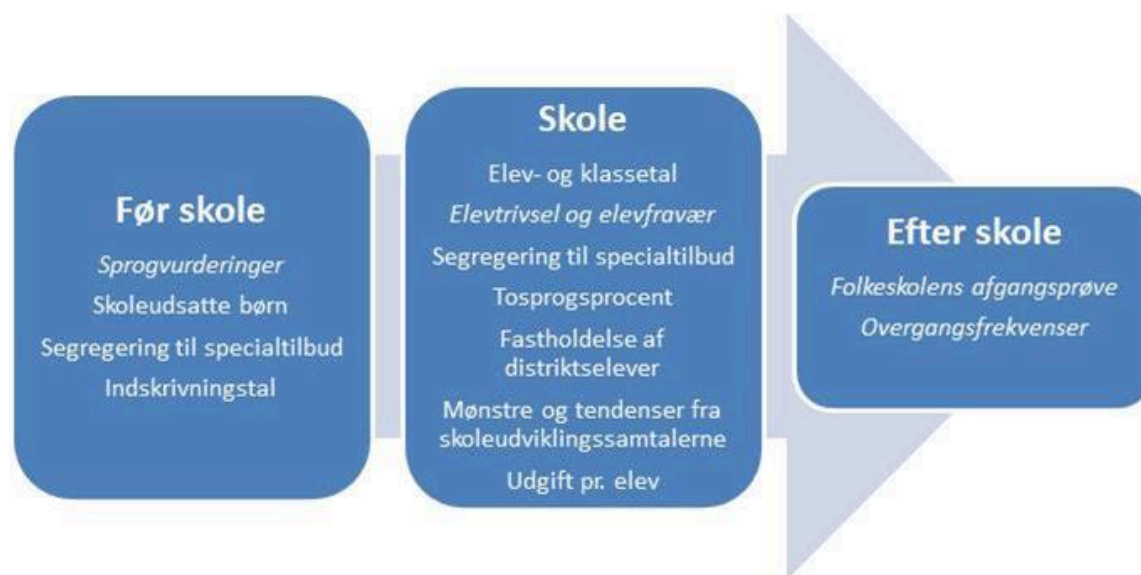 Før skole
Sprogvurderinger
Skoleudsatte børn
Segregering til specialtilbud
Indskrivningstal
Skole
Elev- og klassetal
Elevtrivsel og elevfravær
Segregering til specialtilbud
Tosprogsprocent
Fastholdelse af
distriktselever
Mønstre og tendenser fra
skoleudviklingssamtalerne
Udgift pr. elev
Efter skole
Folkeskolens afgangsprøve
Overgangsfrekvenser